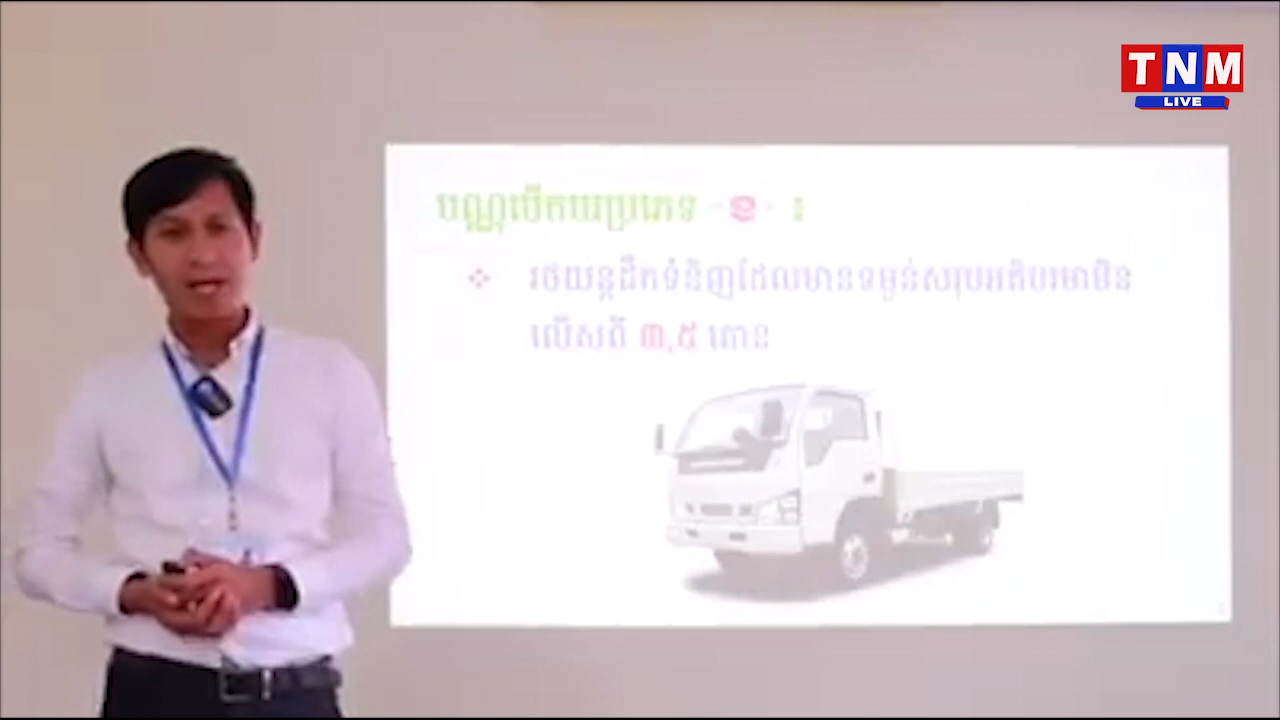 TNM
LIVE
បណ្ណបើកបរប្រភេទ - ខ - ៖
រថយន្តដឹកទំនិញដែលមានទម្ងន់សរុបអតិបរមាមិន
លើសពី ៣,៥ តោន